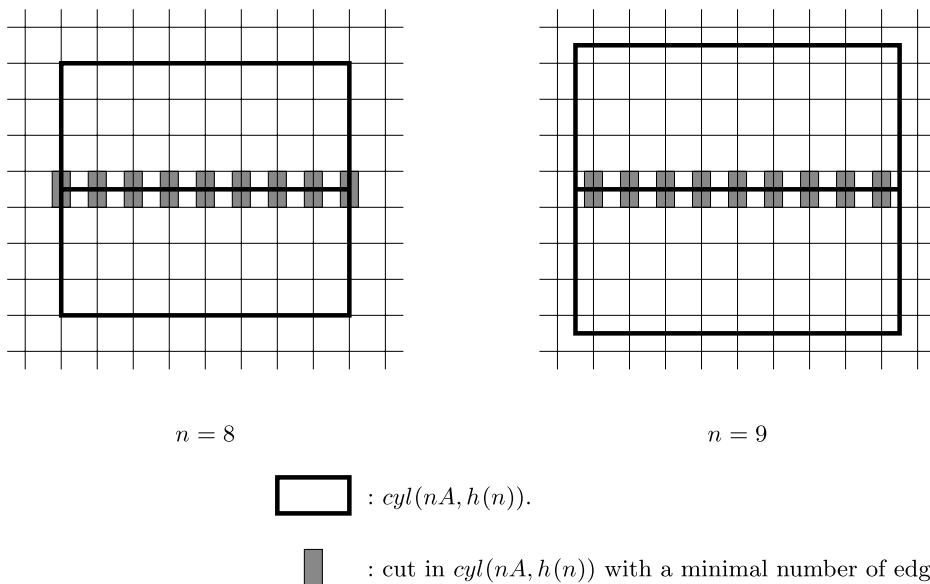 n = 8
n = 9
: cyl(nA, h(n)).
: cut in cyl(nA, h(n)) with a minimal number of edg